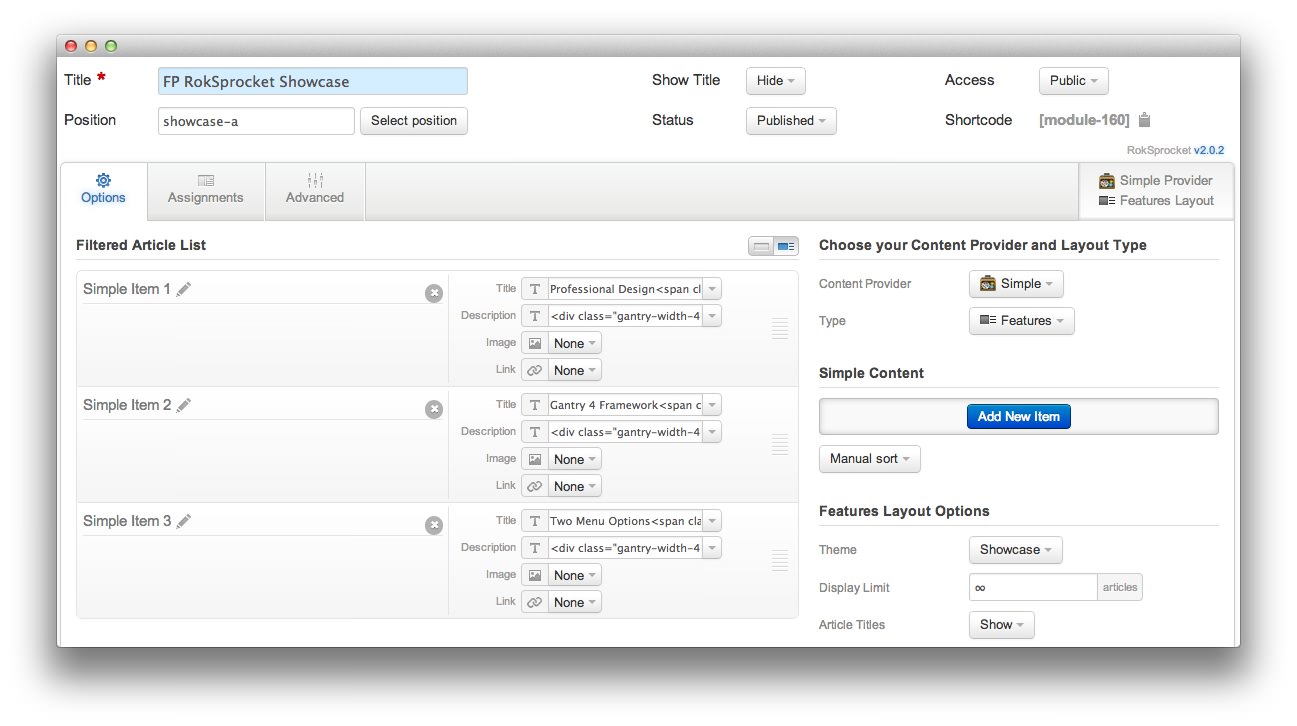 Title * FP RokSprocket Showcase Show Title Hide Access Public
Position showcase-a Select position Status Published Shortcode [module-160]
RokSprocket v2.0.2
Options Assignments Advanced
Simple Provider
Features Layout
Filtered Article List
Simple Item 1
Title T Professional Design<span cl
Description T <div class="gantry-width-4
Image None
Link None
Simple Item 2
Title T Gantry 4 Framework<span c
Description T <div class="gantry-width-4
Image None
Link None
Simple Item 3
Title T Two Menu Options<span cla
Description T <div class="gantry-width-4
Image None
Link None
Choose your Content Provider and Layout Type
Content Provider Simple
Type Features
Simple Content
Add New Item
Manual sort
Features Layout Options
Theme Showcase
Display Limit ∞ articles
Article Titles Show